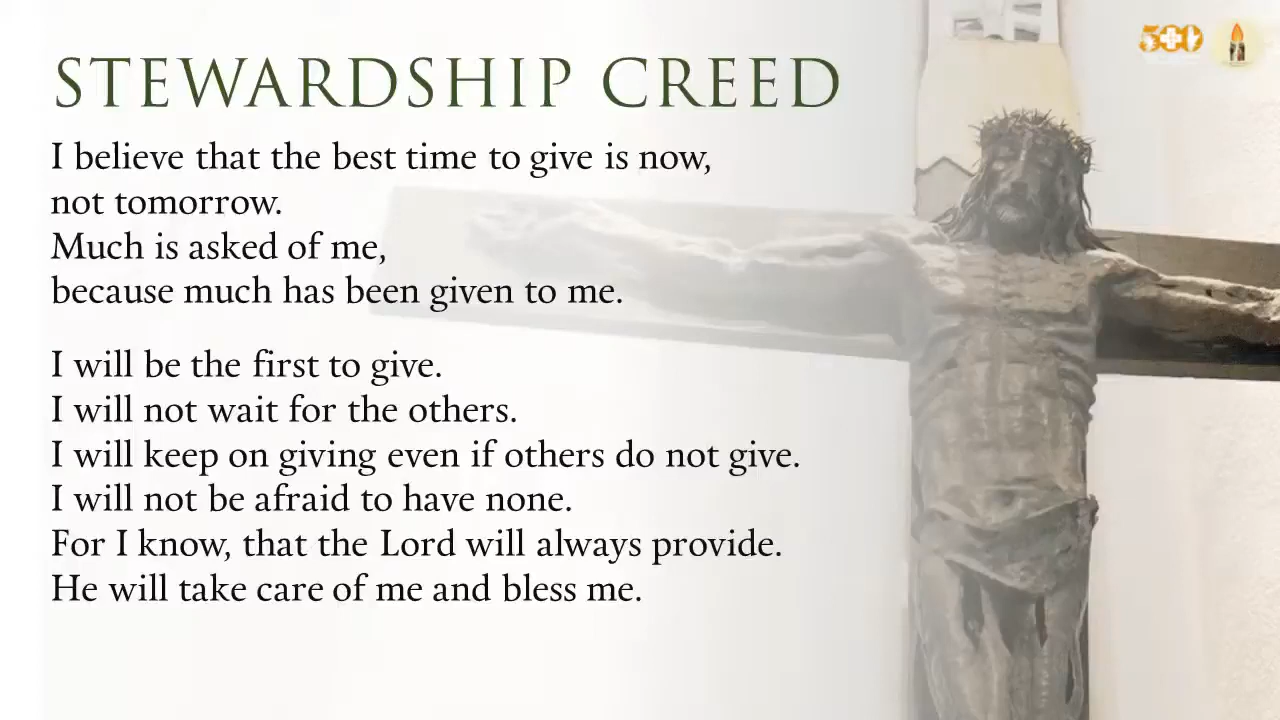 STEWARDSHIP CREED
I believe that the best time to give is now,
not tomorrow.
Much is asked of me,
because much has been given to me.
I will be the first to give.
I will not wait for the others.
I will keep on giving even if others do not give.
I will not be afraid to have none.
For I know, that the Lord will always provide.
He will take care of me and bless me.
500